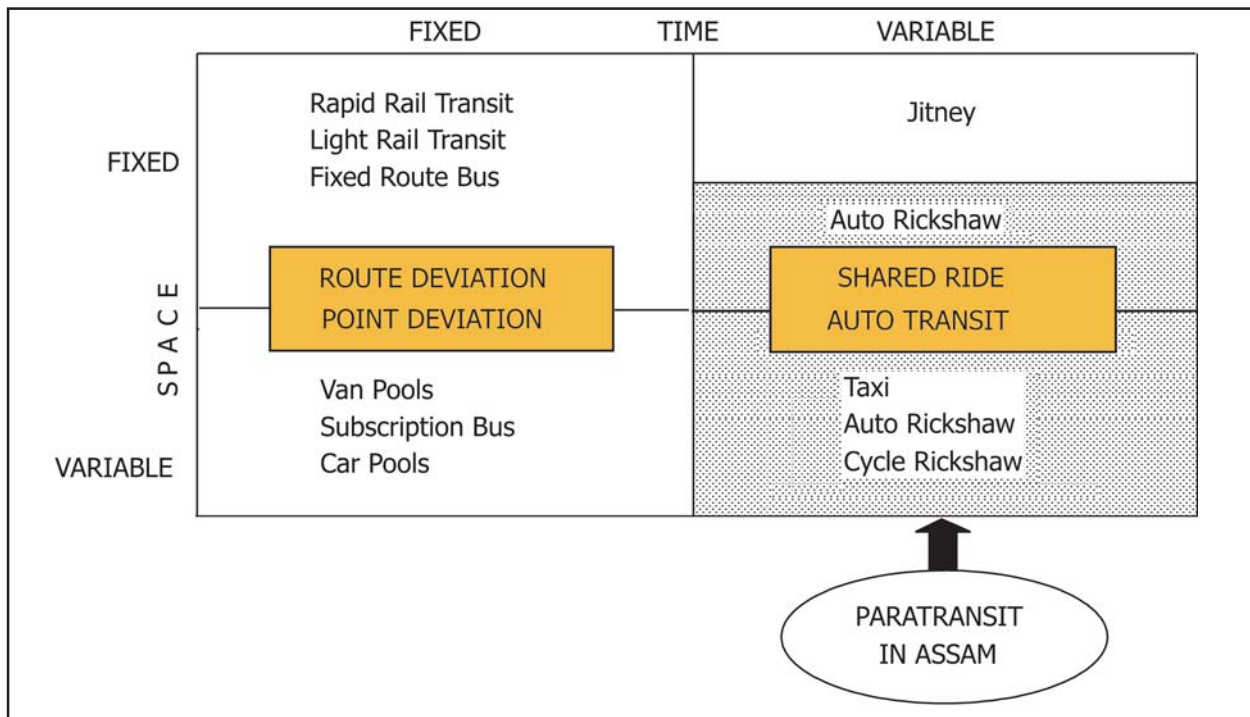 FIXED TIME VARIABLE
Rapid Rail Transit
Light Rail Transit
Fixed Route Bus
Jitney
FIXED
Auto Rickshaw
ROUTE DEVIATION
POINT DEVIATION
SHARED RIDE
AUTO TRANSIT
SPACE
Van Pools
Subscription Bus
Car Pools
Taxi
Auto Rickshaw
Cycle Rickshaw
VARIABLE
PARATRANSIT
IN ASSAM